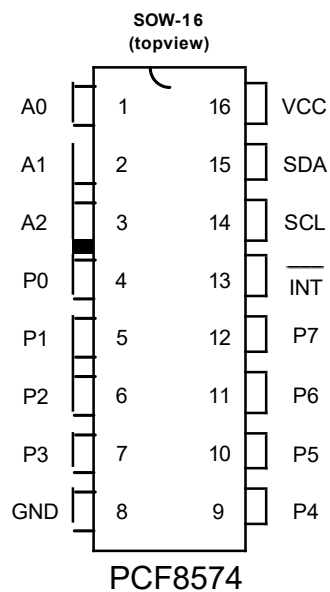 SOW-16
(topview)
A0 1 16 VCC
A1 2 15 SDA
A2 3 14 SCL
P0 4 13 INT
P1 5 12 P7
P2 6 11 P6
P3 7 10 P5
GND 8 9 P4
PCF8574